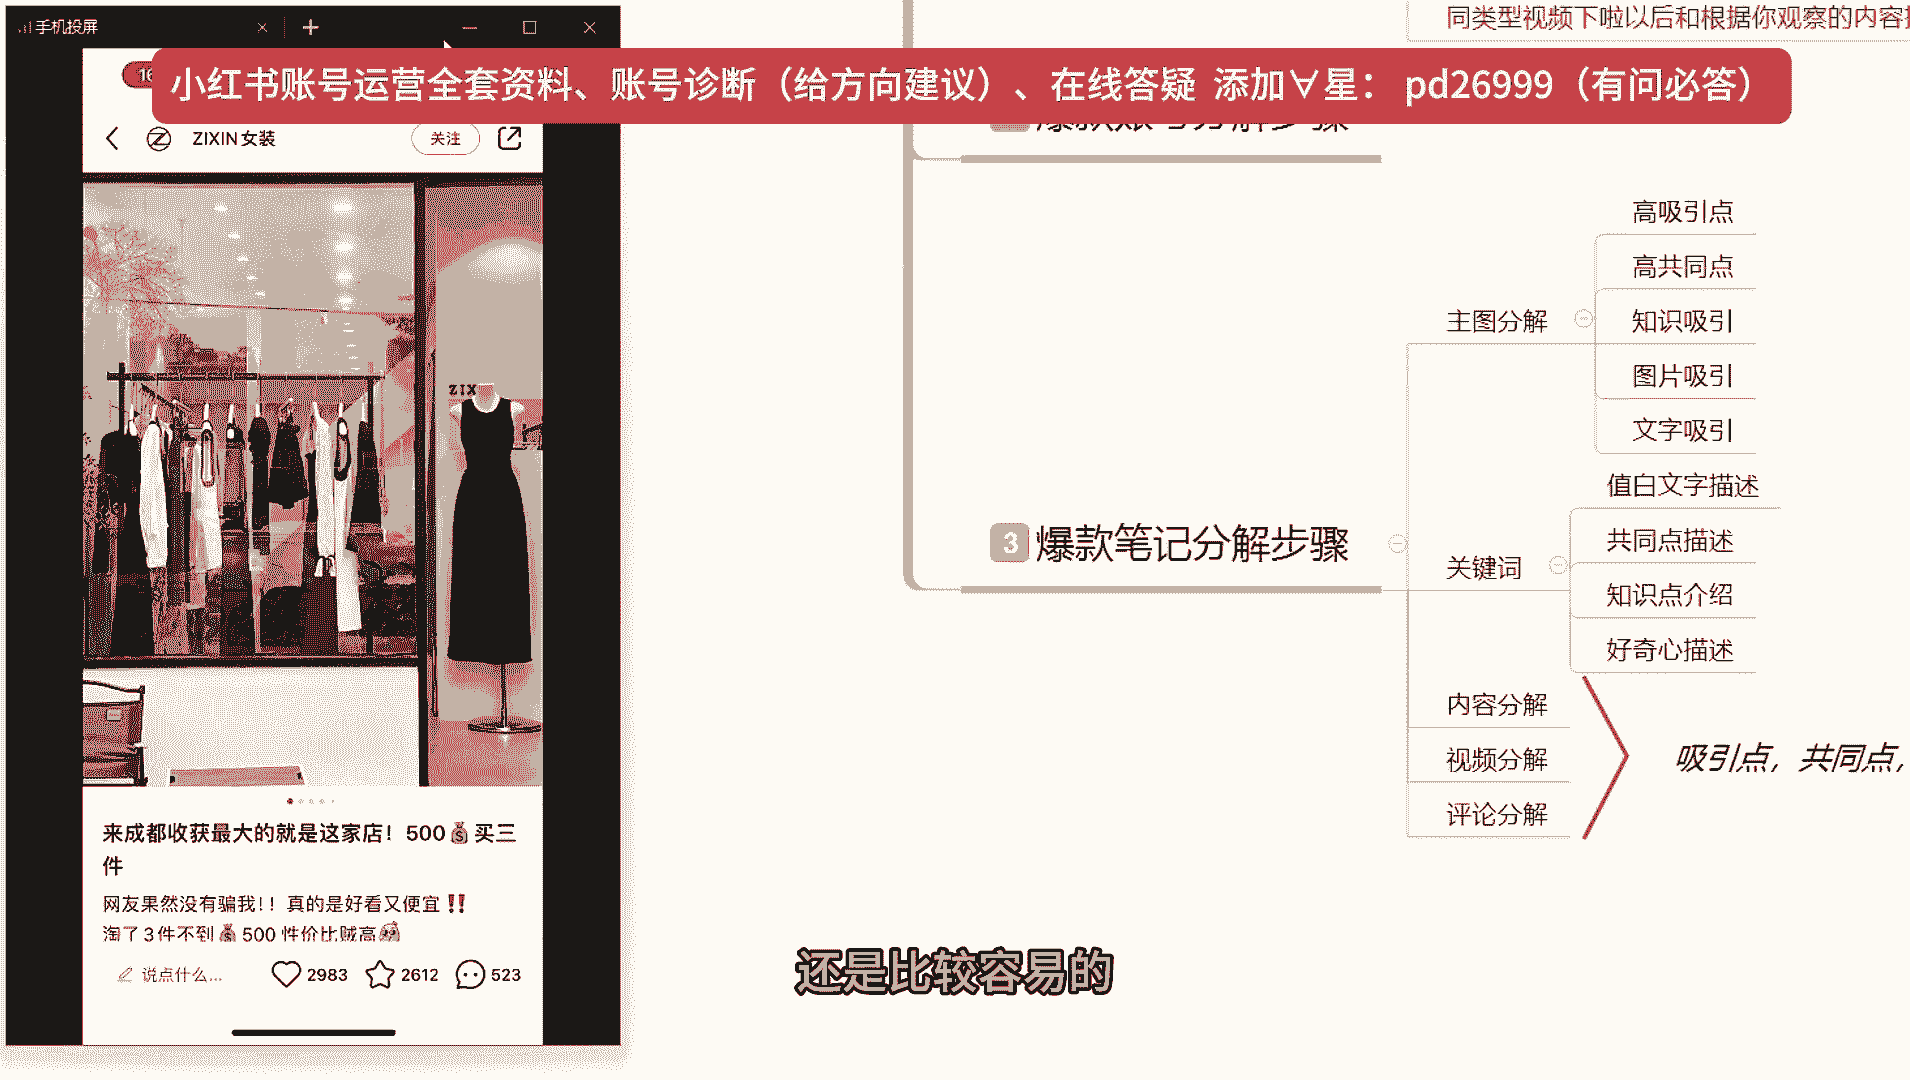 手机投屏
同类型视频下啦以后和根据你观察的内容
小红书账号运营全套资料、账号诊断（给方向建议）、在线答疑 添加∀星： pd26999（有问必答）
ZIXIN女装
关注
高吸引点
高共同点
主图分解
知识吸引
图片吸引
文字吸引
ZIX
值白文字描述
3 爆款笔记分解步骤
共同点描述
关键词
知识点介绍
好奇心描述
内容分解
视频分解
吸引点，共同点，
评论分解
来成都收获最大的就是这家店！500💰买三
件
网友果然没有骗我!! 真的是好看又便宜‼️
淘了3件不到💰500 性价比贼高
说点什么...
2983
2612
523
还是比较容易的